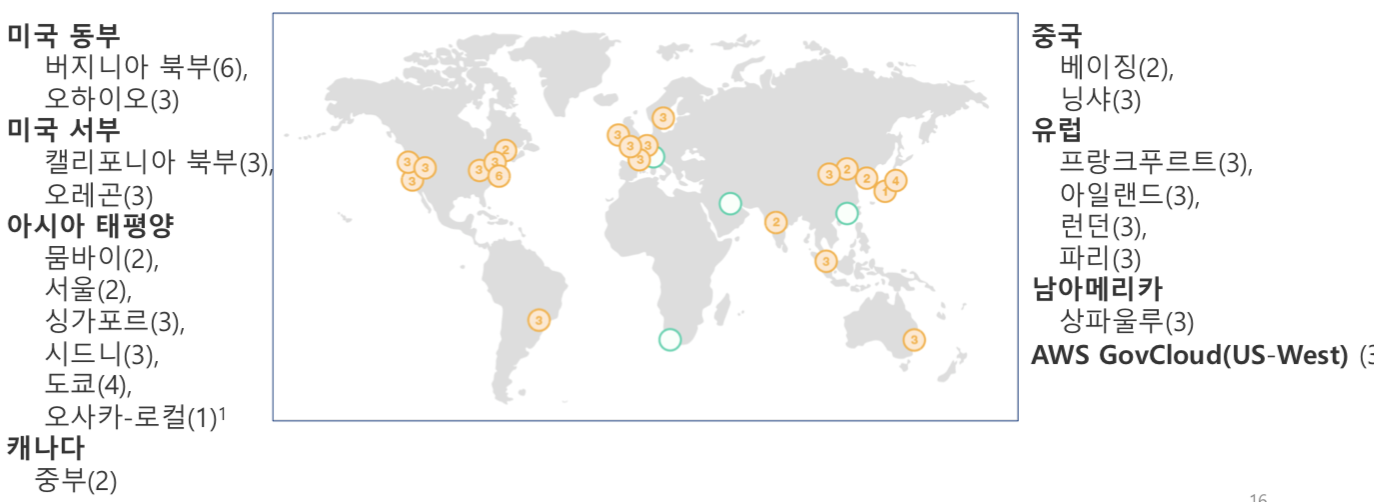 미국 동부
버지니아 북부(6),
오하이오(3)
미국 서부
캘리포니아 북부(3),
오레곤(3)
아시아 태평양
뭄바이(2),
서울(2),
싱가포르(3),
시드니(3),
도쿄(4),
오사카-로컬(1)¹
캐나다
중부(2)
3
3
3
3
3
2
6
3
3
3
3
3
3
2
3
3
2
2
1
4
3
3
중국
베이징(2),
닝샤(3)
유럽
프랑크푸르트(3),
아일랜드(3),
런던(3),
파리(3)
남아메리카
상파울루(3)
AWS GovCloud(US-West) (3
16